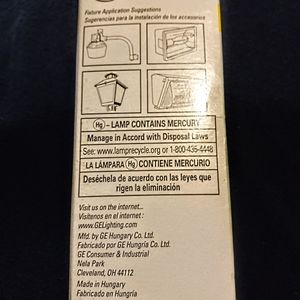 Fixture Application Suggestions
Sugerencias para la instalación de los accesorios
Hg - LAMP CONTAINS MERCURY
Manage in Accord with Disposal Laws
See: www.lamprecycle.org or 1-800-435-4448
LA LÁMPARA Hg CONTIENE MERCURIO
Deséchela de acuerdo con las leyes que
rigen la eliminación
Visit us on the internet...
Visítenos en el internet...
www.GELighting.com
Mfd. by GE Hungary Co. Ltd.
Fabricado por GE Hungría Co. Ltd.
GE Consumer & Industrial
Nela Park
Cleveland, OH 44112
Made in Hungary
Fabricado en Hungría